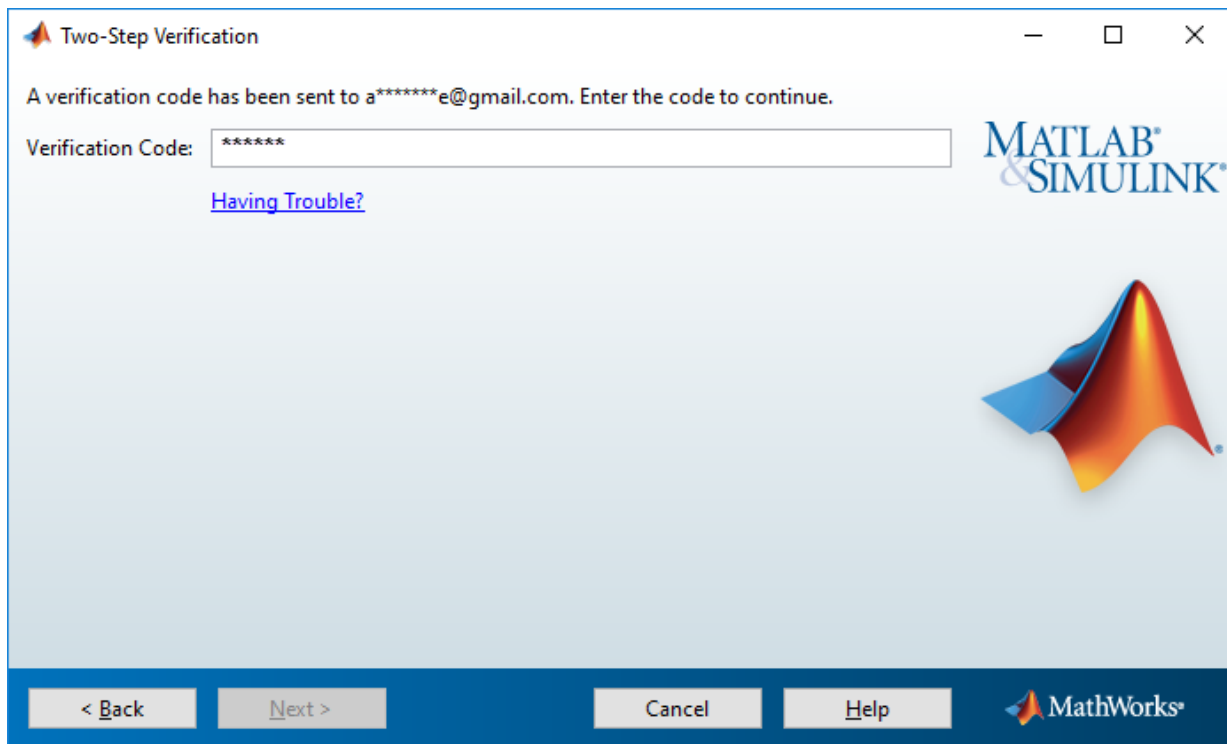 Two-Step Verification
A verification code has been sent to a*******e@gmail.com. Enter the code to continue.
Verification Code: ******
Having Trouble?
MATLAB®
&SIMULINK®
®
< Back Next > Cancel Help MathWorks®